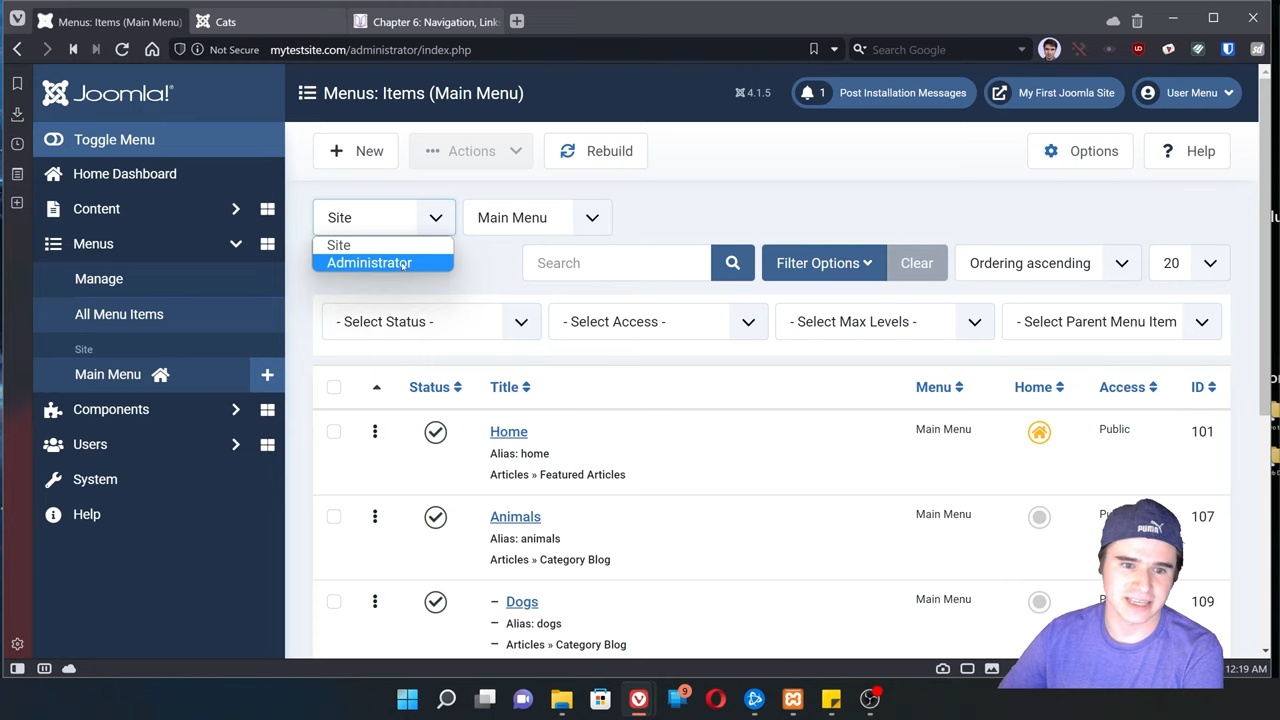 Menus: Items (Main Menu)
Cats
Chapter 6: Navigation, Link
Not Secure
mytestsite.com/administrator/index.php
Search Google
Joomla!
Menus: Items (Main Menu)
4.1.5
1
Post Installation Messages
My First Joomla Site
User Menu
Toggle Menu
Home Dashboard
Content
Menus
Manage
All Menu Items
Site
Main Menu
Components
Users
System
Help
New
Actions
Rebuild
Options
? Help
Site
Main Menu
Site
Administrator
Search
Filter Options
Clear
Ordering ascending
20
- Select Status -
- Select Access -
- Select Max Levels -
- Select Parent Menu Item
Status
Title
Menu
Home
Access
ID
Home
Main Menu
Public
101
Alias: home
Articles » Featured Articles
Animals
Main Menu
107
Alias: animals
Articles » Category Blog
– Dogs
Main Menu
109
– Alias: dogs
– Articles » Category Blog
PUMA
12:19 AM
9